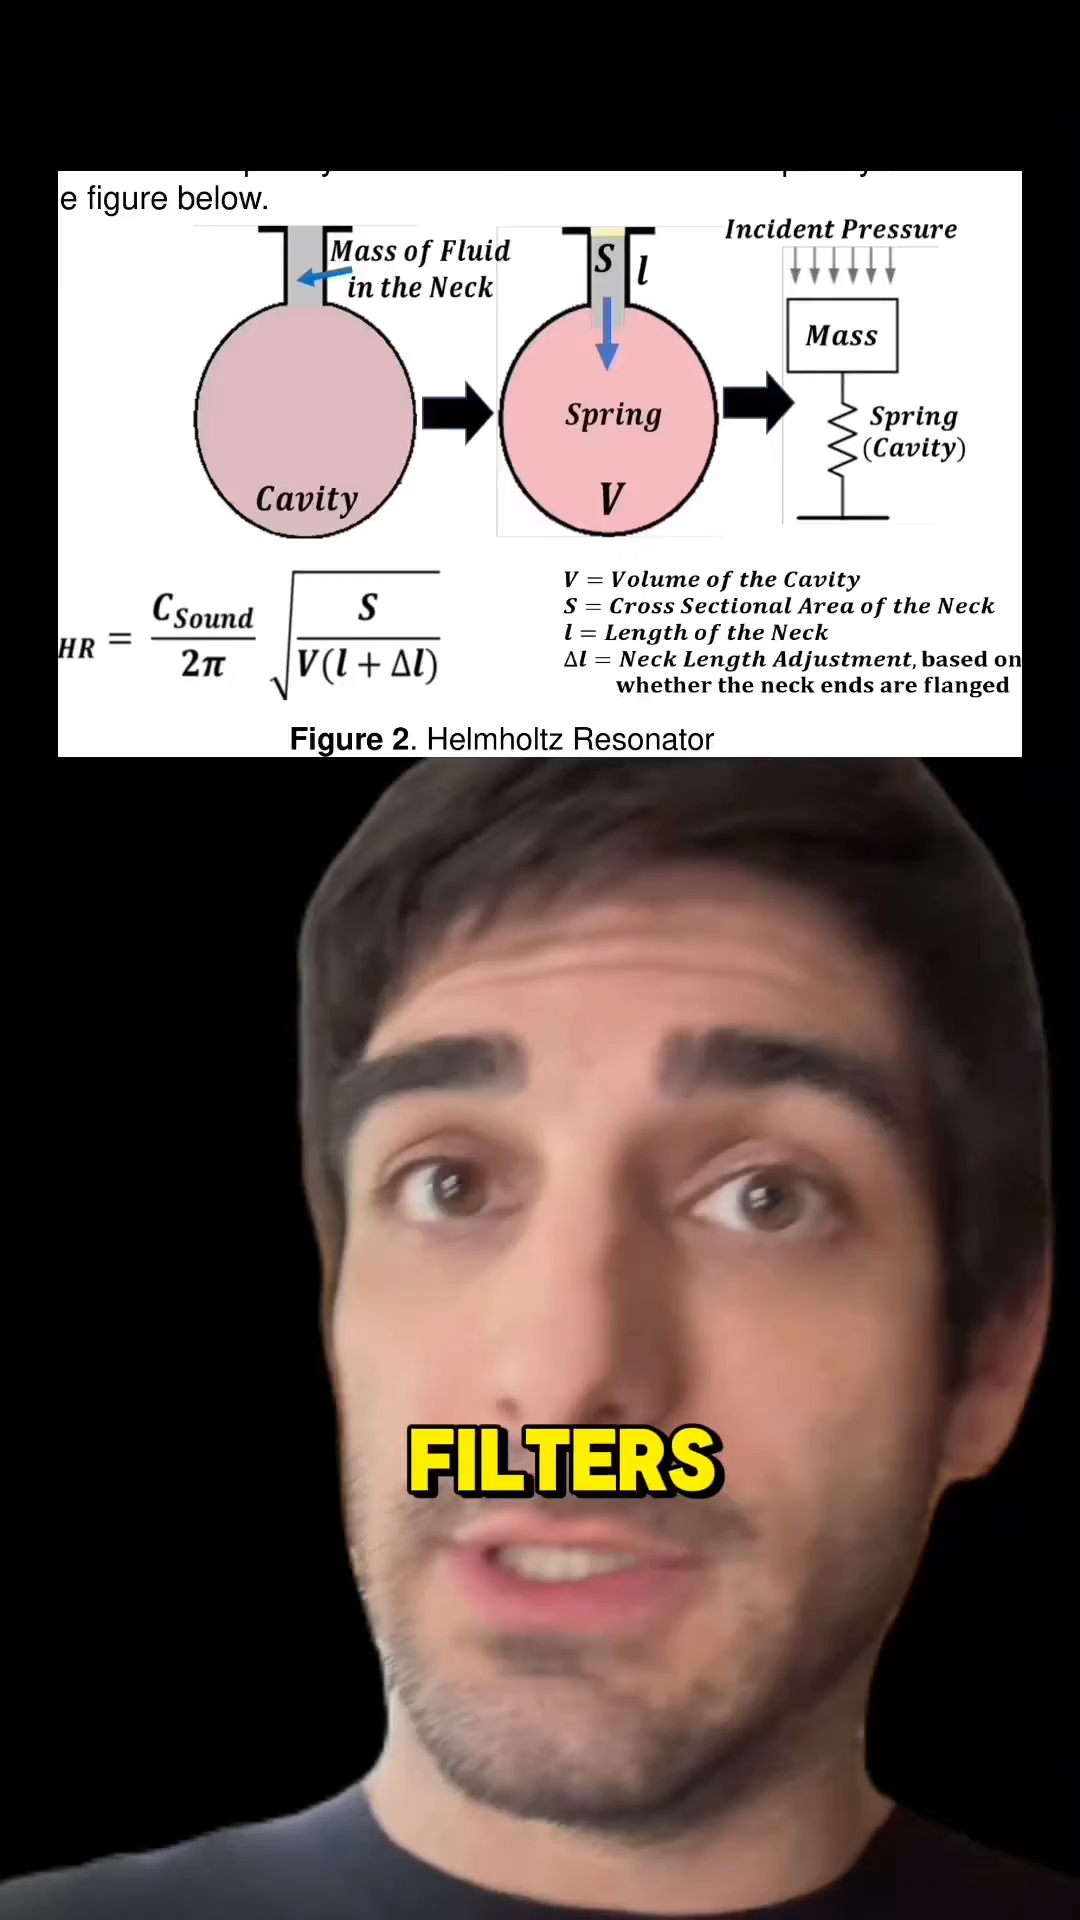 e figure below.
Mass of Fluid
in the Neck
Cavity
S
l
Spring
V
Incident Pressure
Mass
Spring
(Cavity)
HR = C_Sound / 2π √ S / V(l + Δl)
V = Volume of the Cavity
S = Cross Sectional Area of the Neck
l = Length of the Neck
Δl = Neck Length Adjustment, based on
whether the neck ends are flanged
Figure 2. Helmholtz Resonator
FILTERS